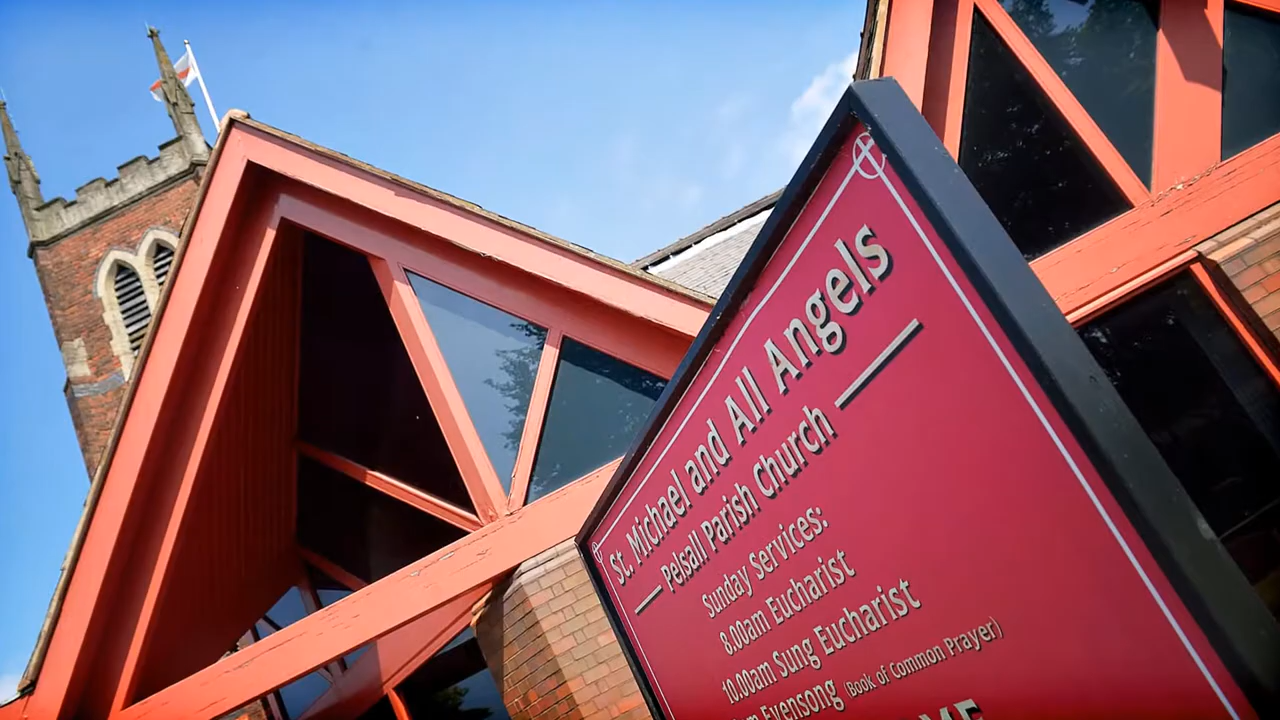 St. Michael and All Angels
Pelsall Parish Church
Sunday Services:
8.00am Eucharist
10.00am Sung Eucharist
Evensong (Book of Common Prayer)